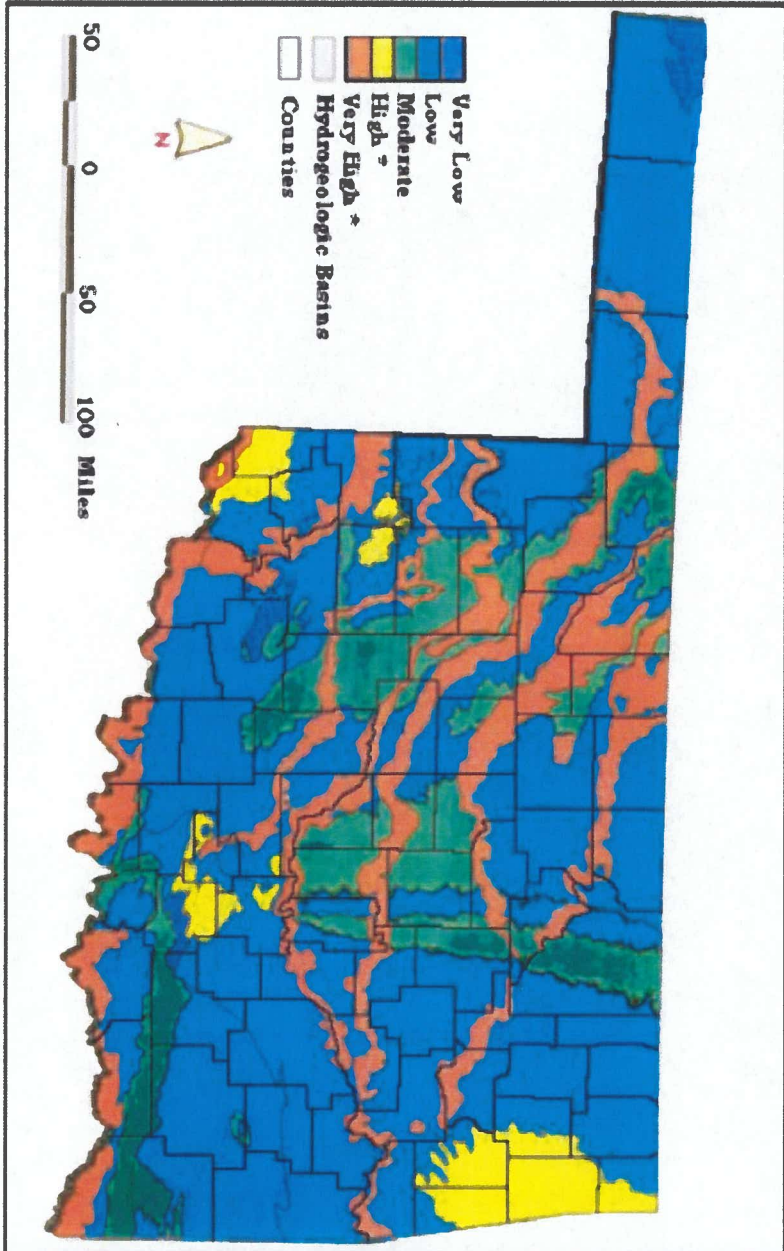 Very Low
Low
Moderate
High *
Very High *
Hydrogeologic Basins
Counties
N
50 0 50 100 Miles